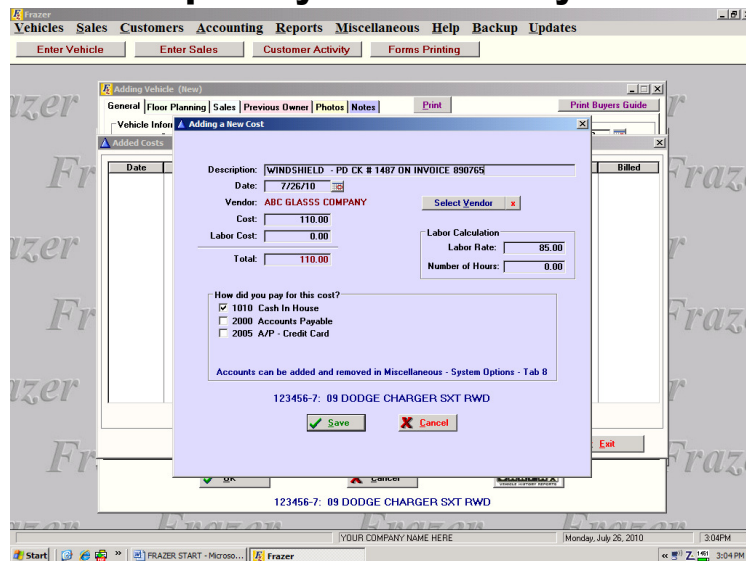 Frazer
Vehicles Sales Customers Accounting Reports Miscellaneous Help Backup Updates
Enter Vehicle Enter Sales Customer Activity Forms Printing
Adding Vehicle (New)
General Floor Planning Sales Previous Owner Photos Notes Print Print Buyers Guide
Vehicle Infor
Adding a New Cost
Added Costs
Date Billed
Description: WINDSHIELD - PD CK # 1487 ON INVOICE 890765
Date: 7/26/10
Vendor: ABC GLASSS COMPANY Select Vendor x
Cost: 110.00
Labor Cost: 0.00
Total: 110.00
Labor Calculation
Labor Rate: 85.00
Number of Hours: 0.00
How did you pay for this cost?
1010 Cash In House
2000 Accounts Payable
2005 A/P - Credit Card
Accounts can be added and removed in Miscellaneous - System Options - Tab 8
123456-7: 09 DODGE CHARGER SXT RWD
Save Cancel
Exit
OK Cancel
123456-7: 09 DODGE CHARGER SXT RWD
YOUR COMPANY NAME HERE Monday, July 26, 2010 3:04PM
Start FRAZER START - Microso... Frazer 3:04 PM